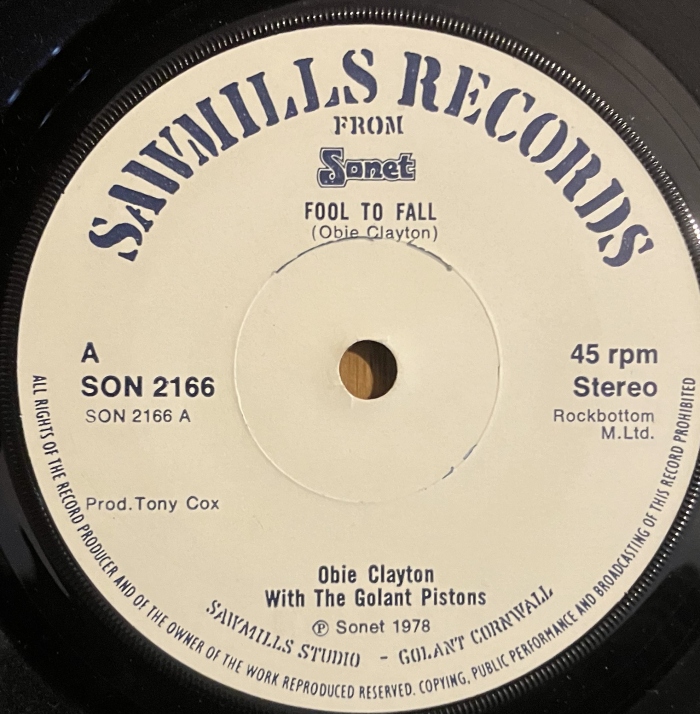 SAWMILLS RECORDS
FROM
Sonet
FOOL TO FALL
(Obie Clayton)
A
SON 2166
SON 2166 A
45 rpm
Stereo
Rockbottom
M.Ltd.
Prod.Tony Cox
Obie Clayton
With The Golant Pistons
℗ Sonet 1978
SAWMILLS STUDIO - GOLANT CORNWALL
ALL RIGHTS OF THE RECORD PRODUCER AND OF THE OWNER OF THE WORK REPRODUCED RESERVED. COPYING, PUBLIC PERFORMANCE AND BROADCASTING OF THIS RECORD PROHIBITED